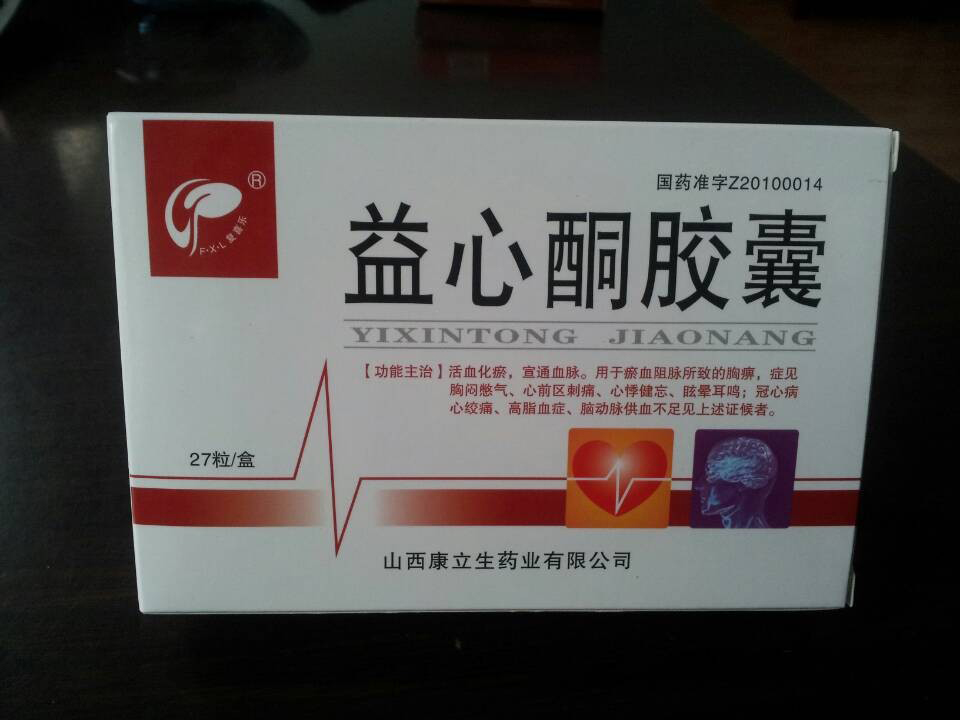 ®
F·X·L 复喜乐
国药准字Z20100014
益心酮胶囊
YIXINTONG JIAONANG
【功能主治】活血化瘀，宣通血脉。用于瘀血阻脉所致的胸痹，症见
胸闷憋气、心前区刺痛、心悸健忘、眩晕耳鸣；冠心病
心绞痛、高脂血症、脑动脉供血不足见上述证候者。
27粒/盒
山西康立生药业有限公司